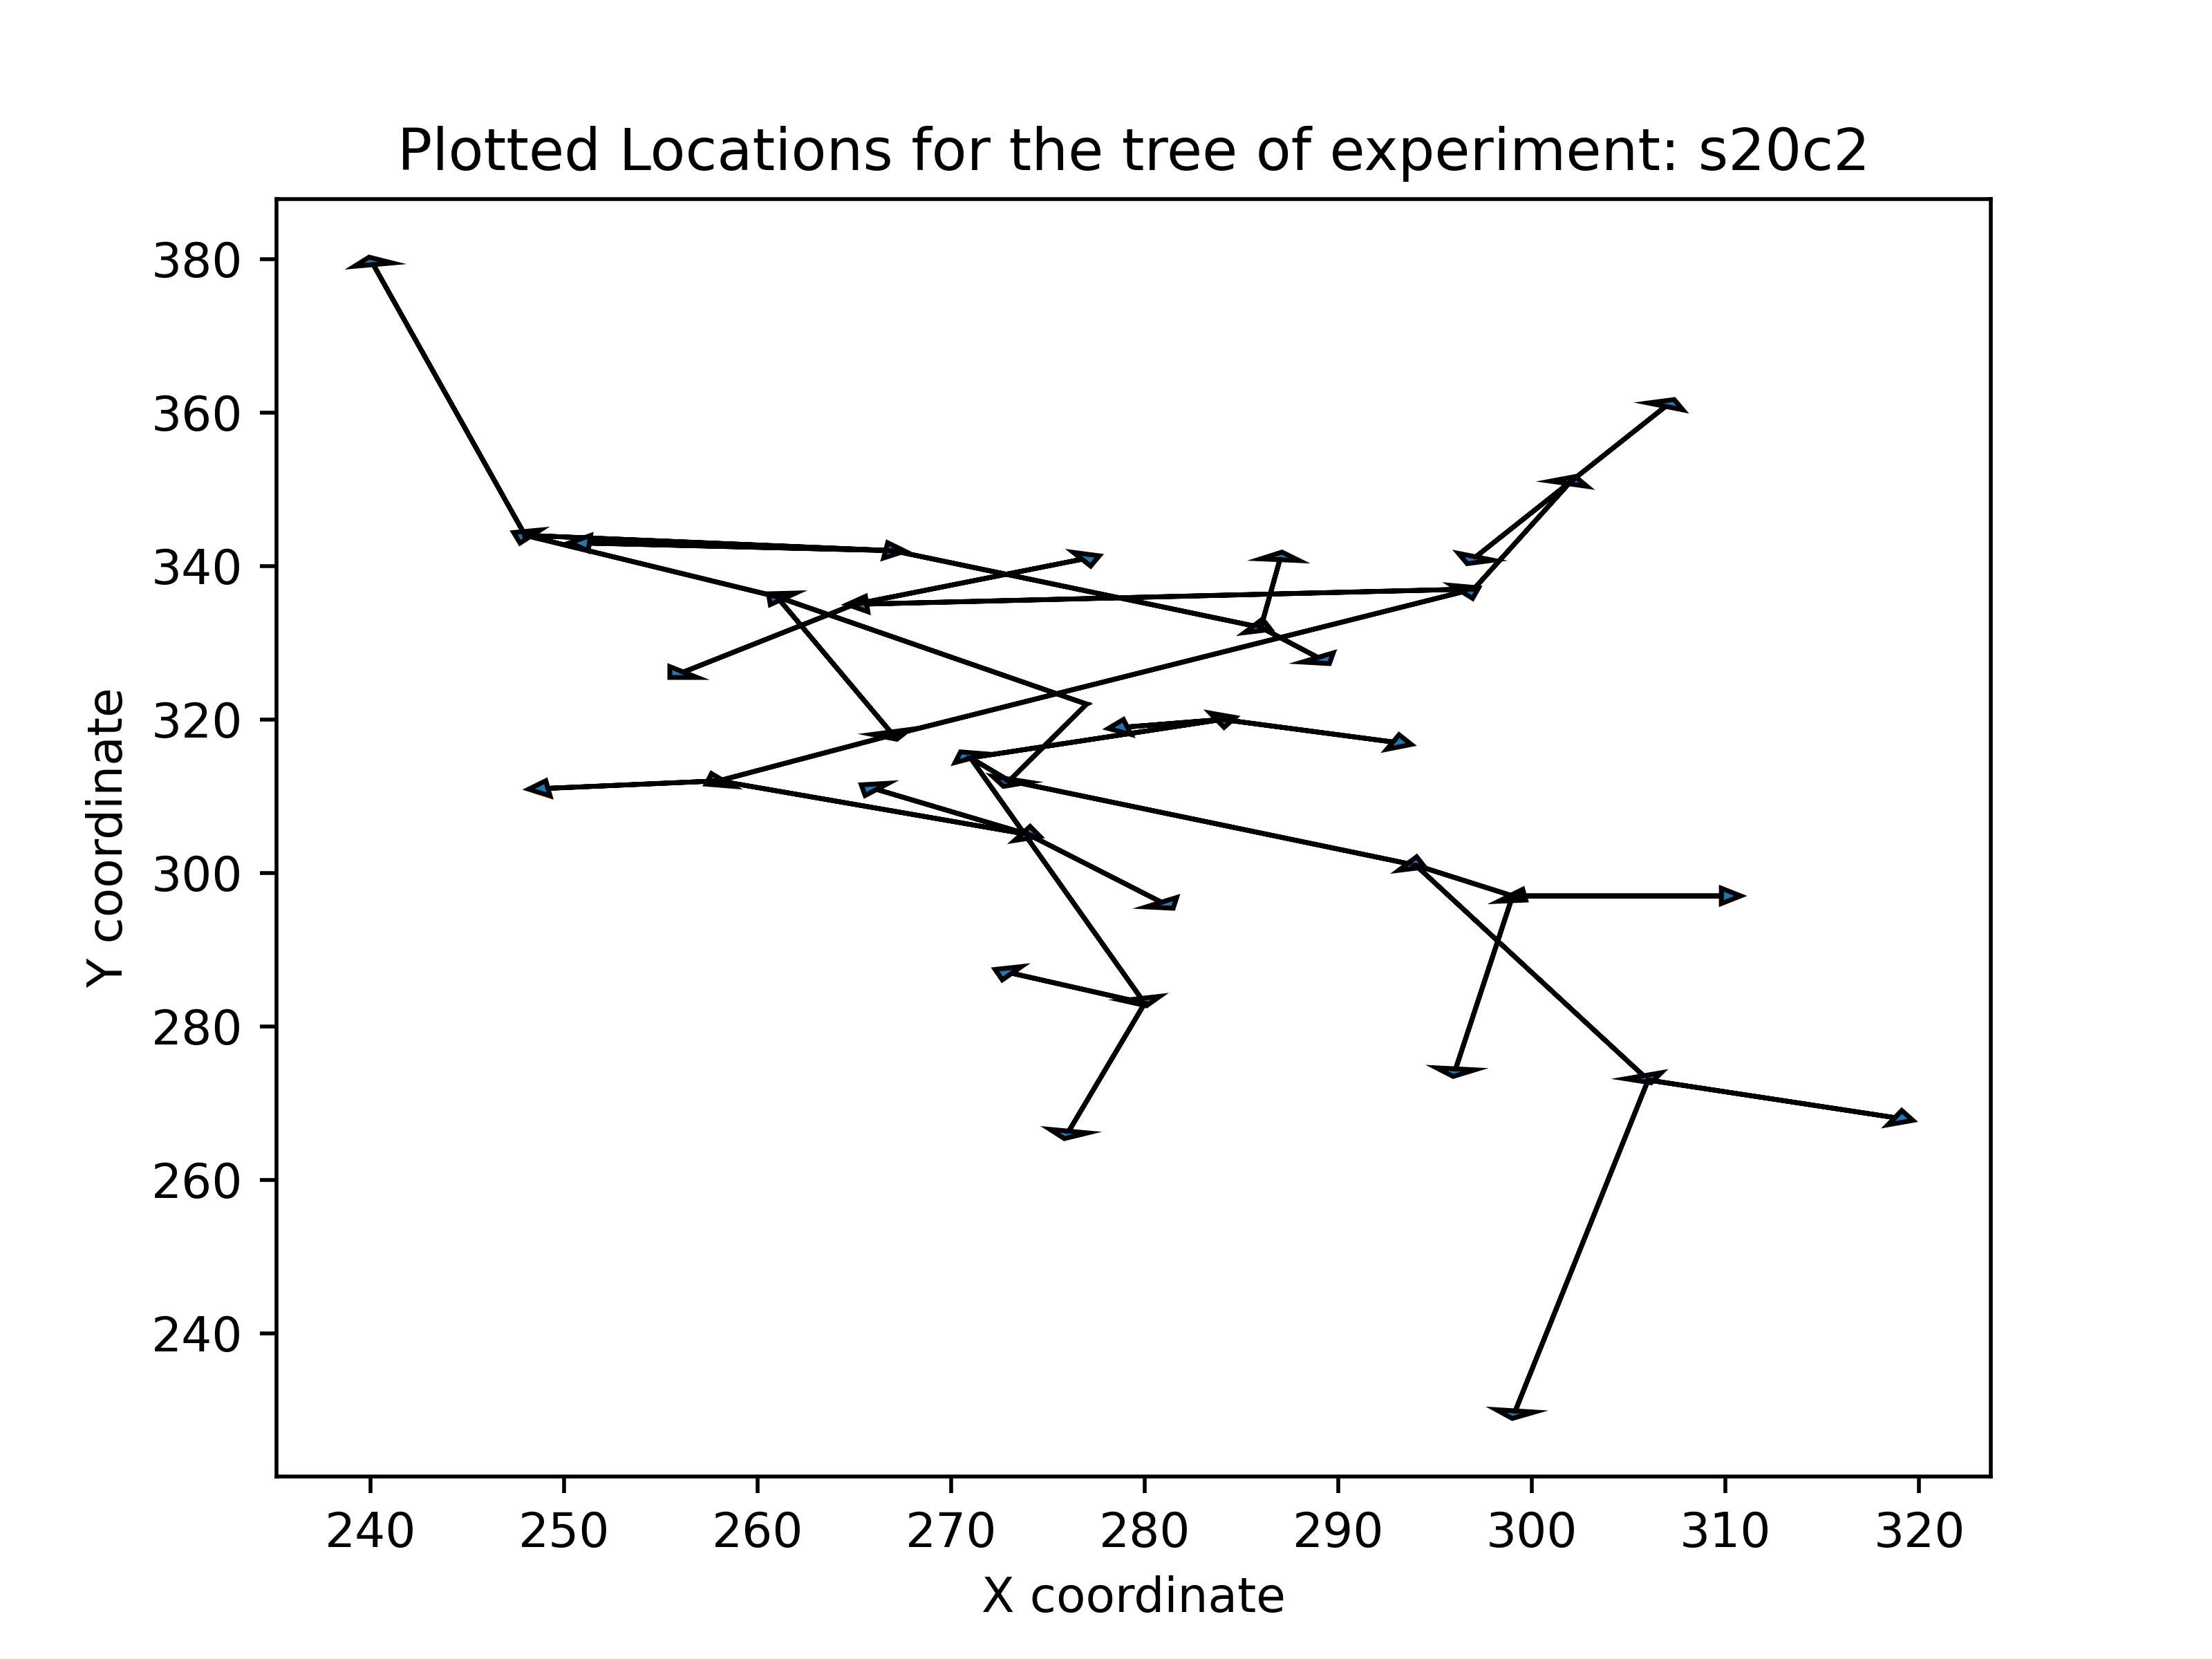 Plotted Locations for the tree of experiment: s20c2
380
360
340
320
300
280
260
240
Y coordinate
240 250 260 270 280 290 300 310 320
X coordinate